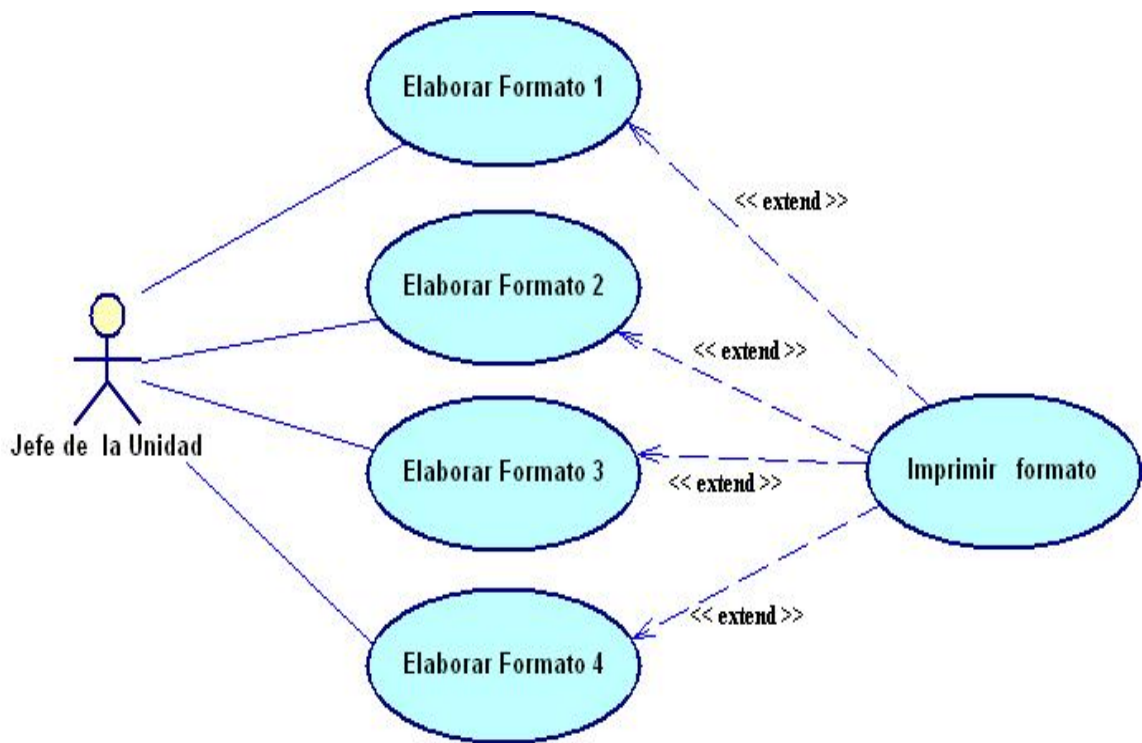 Elaborar Formato 1
<< extend >>
Elaborar Formato 2
<< extend >>
Jefe de la Unidad
Elaborar Formato 3
<< extend >>
Imprimir formato
Elaborar Formato 4
<< extend >>